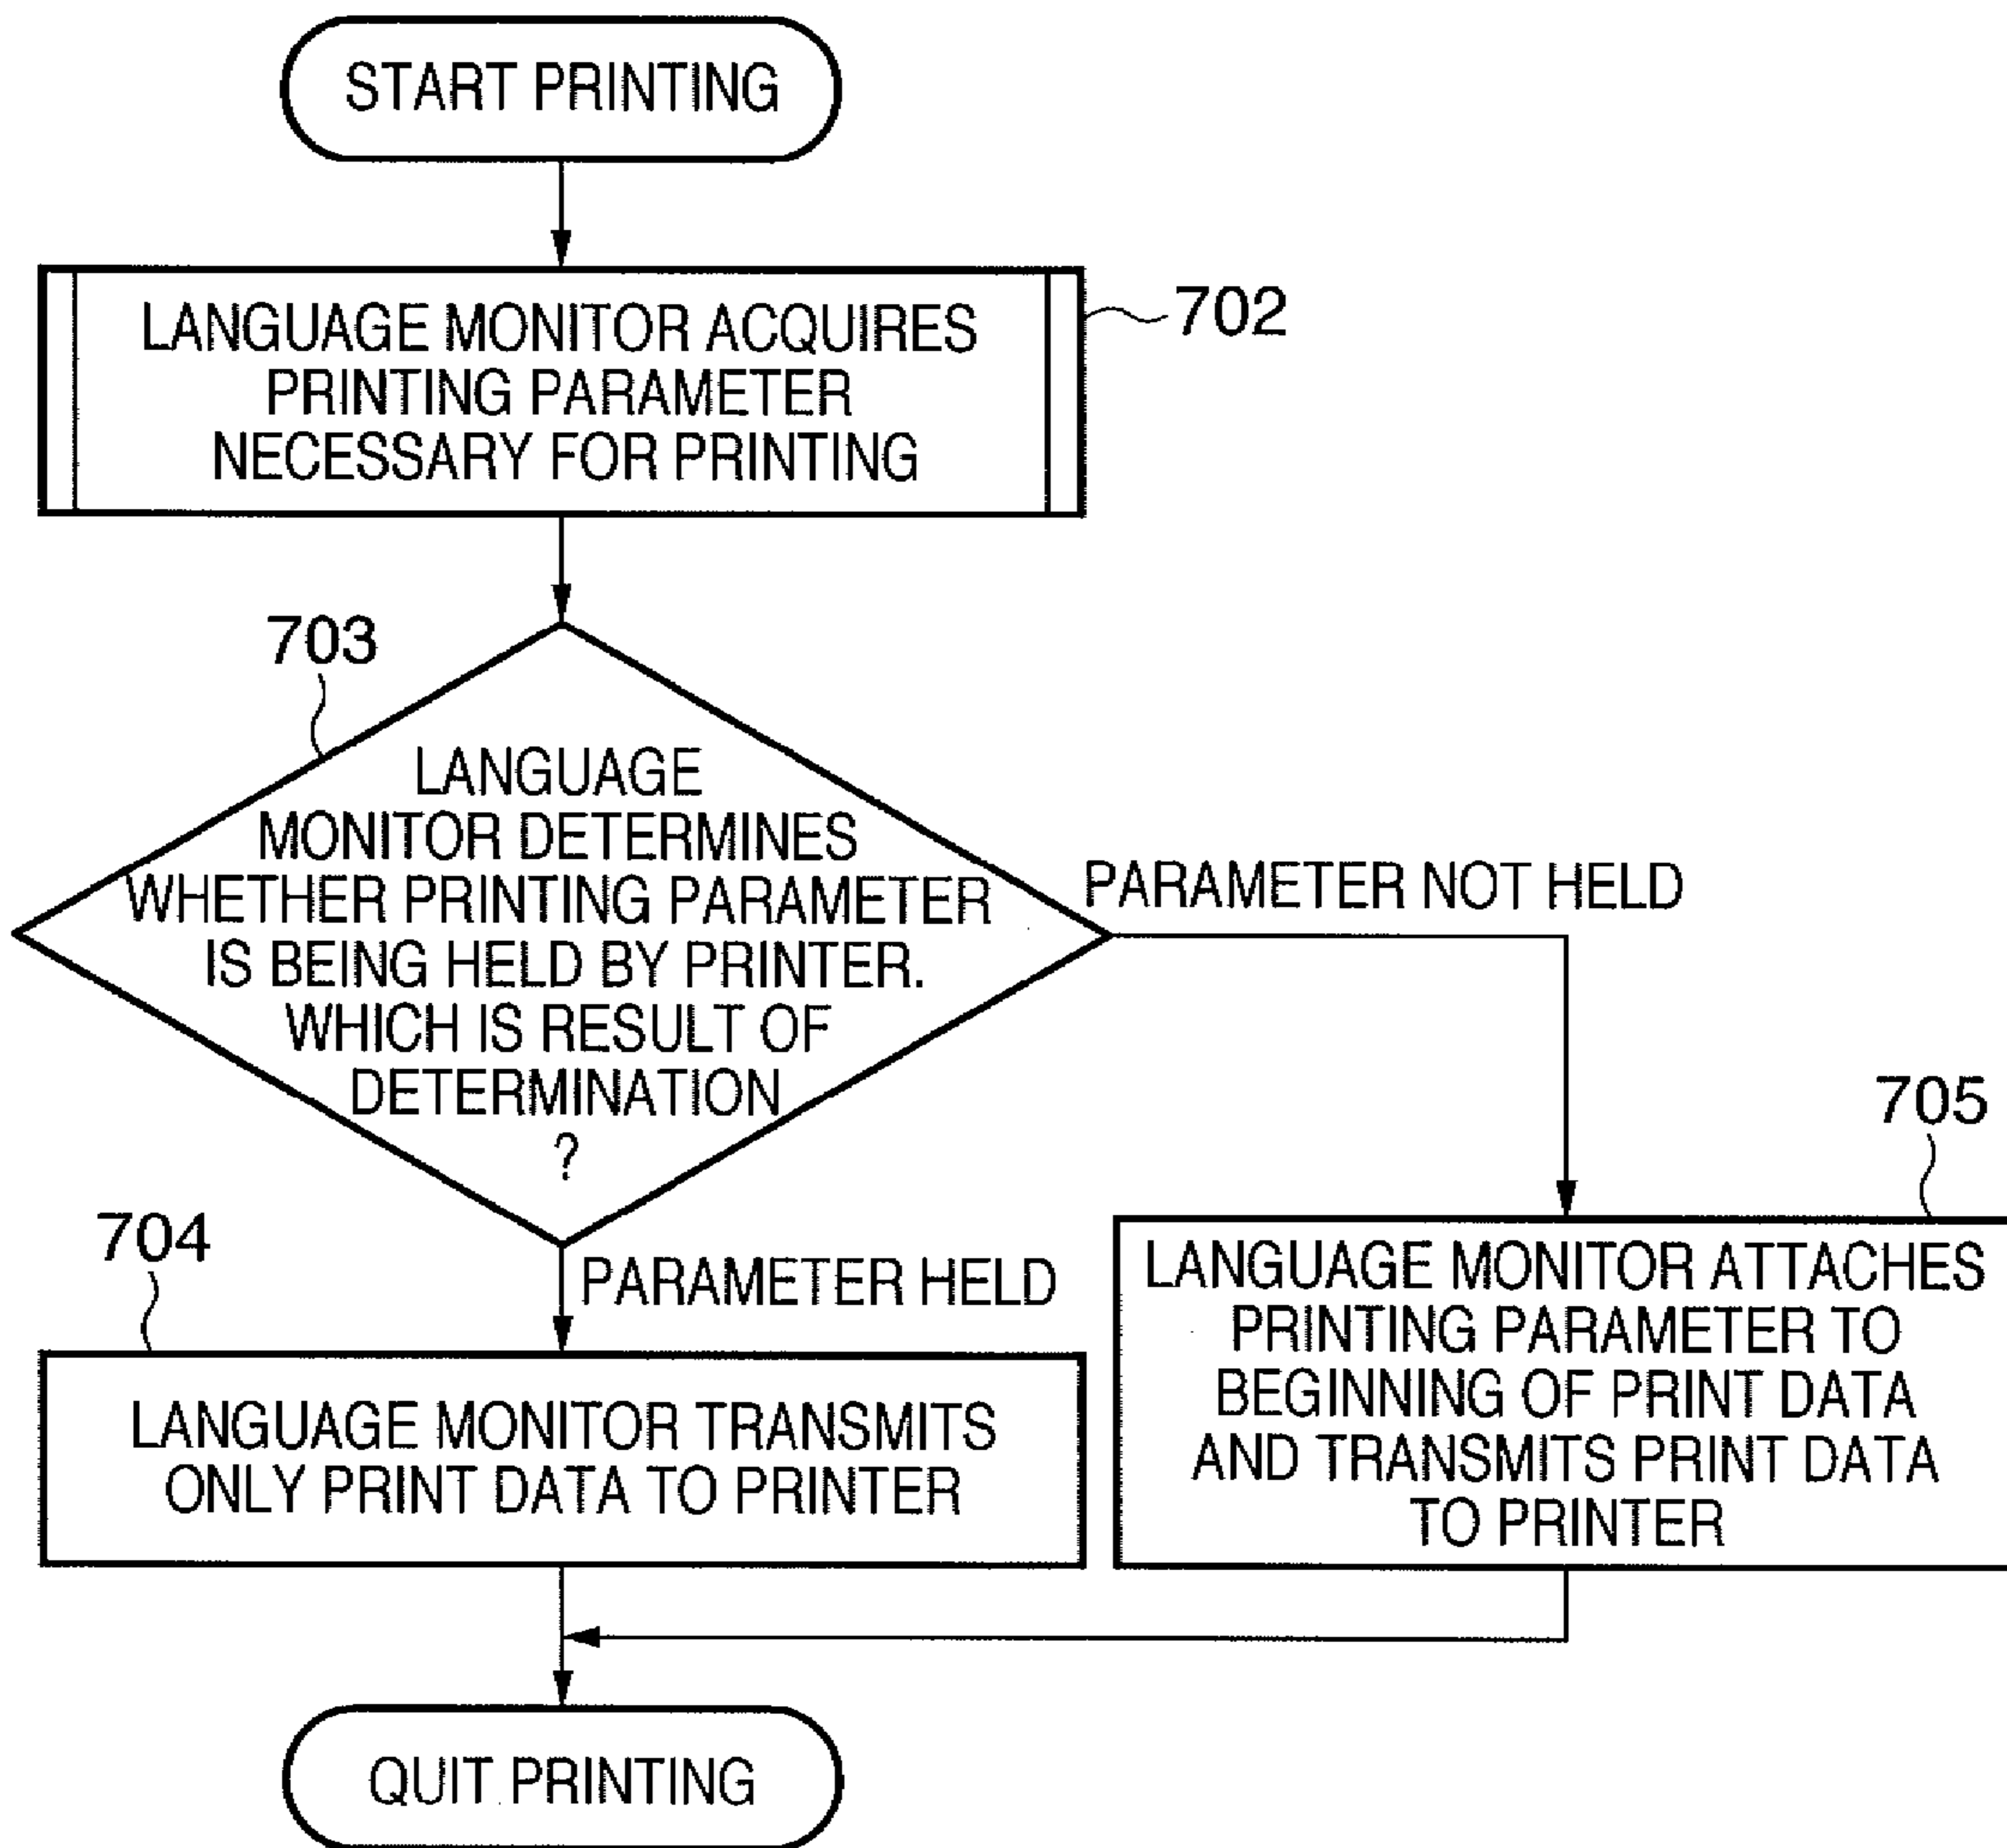 START PRINTING
LANGUAGE MONITOR ACQUIRES
PRINTING PARAMETER
NECESSARY FOR PRINTING
702
703
LANGUAGE
MONITOR DETERMINES
WHETHER PRINTING PARAMETER
IS BEING HELD BY PRINTER.
WHICH IS RESULT OF
DETERMINATION
?
PARAMETER NOT HELD
PARAMETER HELD
704
LANGUAGE MONITOR TRANSMITS
ONLY PRINT DATA TO PRINTER
705
LANGUAGE MONITOR ATTACHES
PRINTING PARAMETER TO
BEGINNING OF PRINT DATA
AND TRANSMITS PRINT DATA
TO PRINTER
QUIT PRINTING